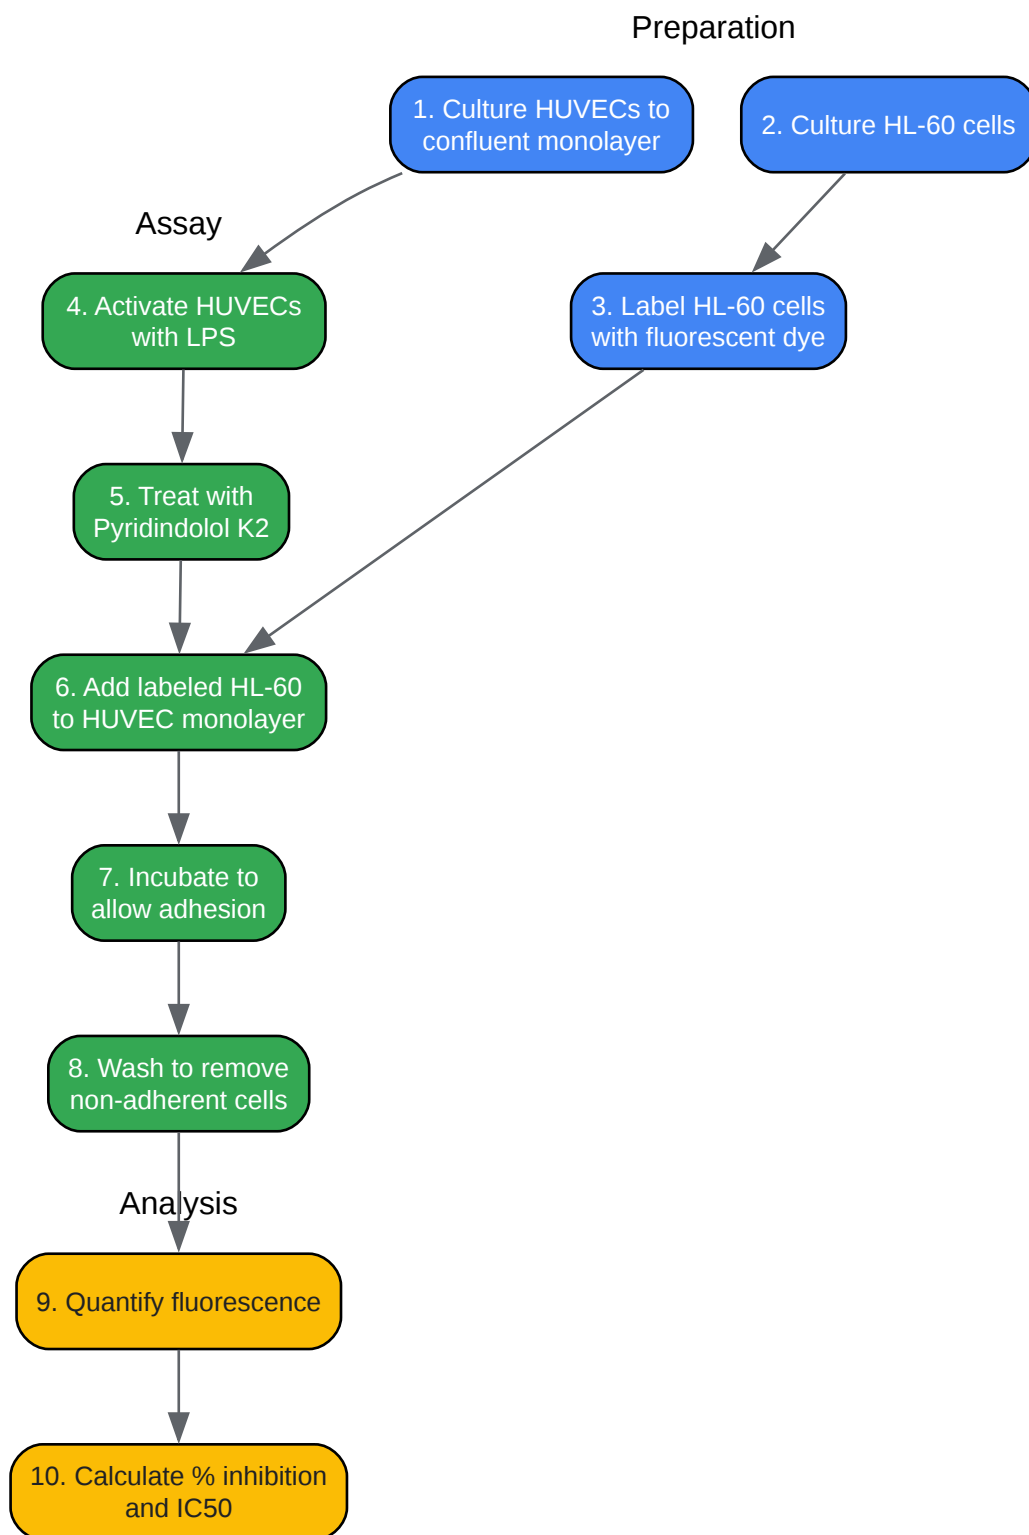 Preparation
1. Culture HUVECs to
confluent monolayer
2. Culture HL-60 cells
Assay
4. Activate HUVECs
with LPS
3. Label HL-60 cells
with fluorescent dye
5. Treat with
Pyridindolol K2
6. Add labeled HL-60
to HUVEC monolayer
7. Incubate to
allow adhesion
8. Wash to remove
non-adherent cells
Analysis
9. Quantify fluorescence
10. Calculate % inhibition
and IC50